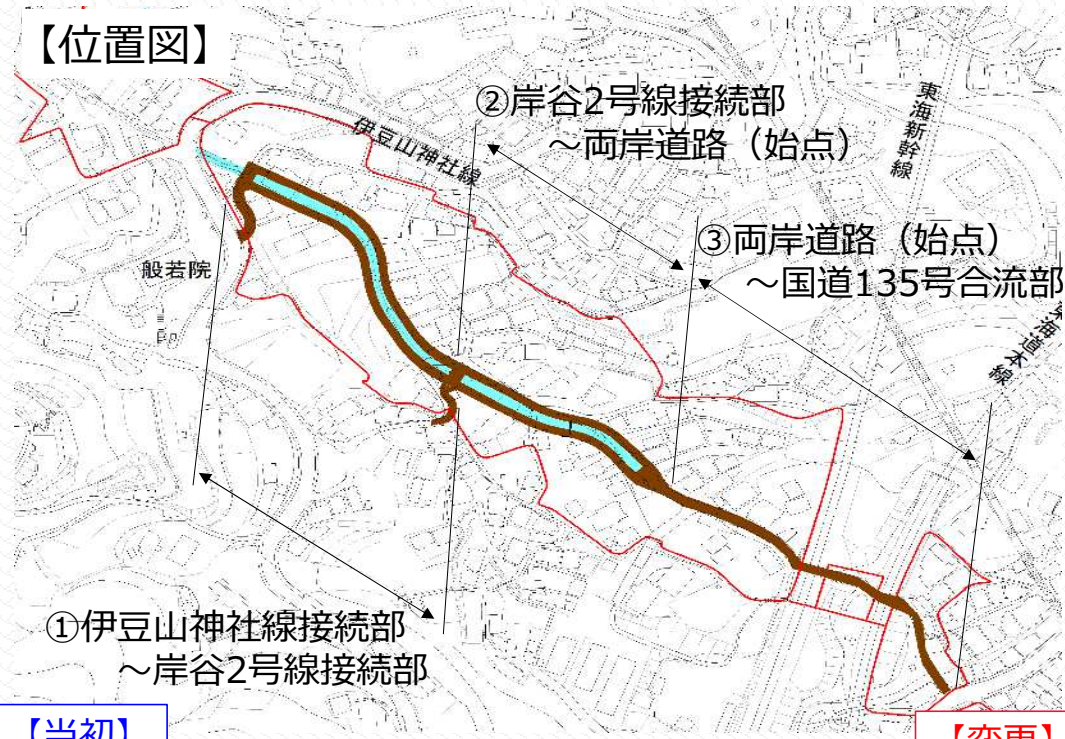 【位置図】
②岸谷2号線接続部
～両岸道路（始点）
東海新幹線
伊豆山神社線
③両岸道路（始点）
～国道135号合流部
般若院
東海道本線
①伊豆山神社線接続部
～岸谷2号線接続部
【当初】
【変更】